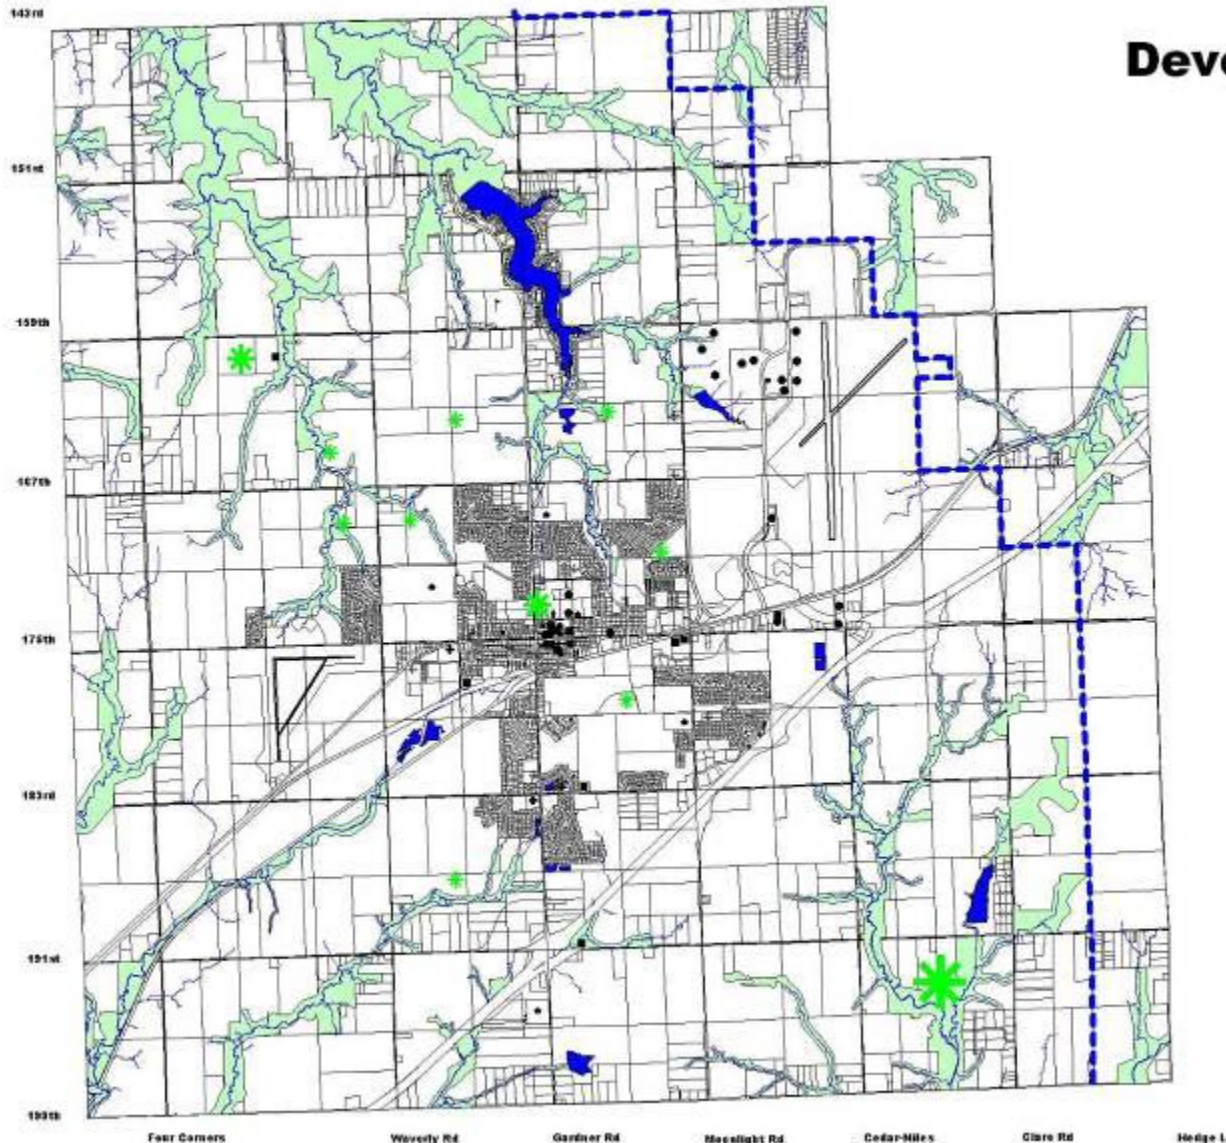 143rd
Deve
151st
159th
167th
175th
183rd
191st
199th
Four Corners
Waverly Rd
Gardner Rd
Moonlight Rd
Cedar-Niles
Clare Rd
Hedge L